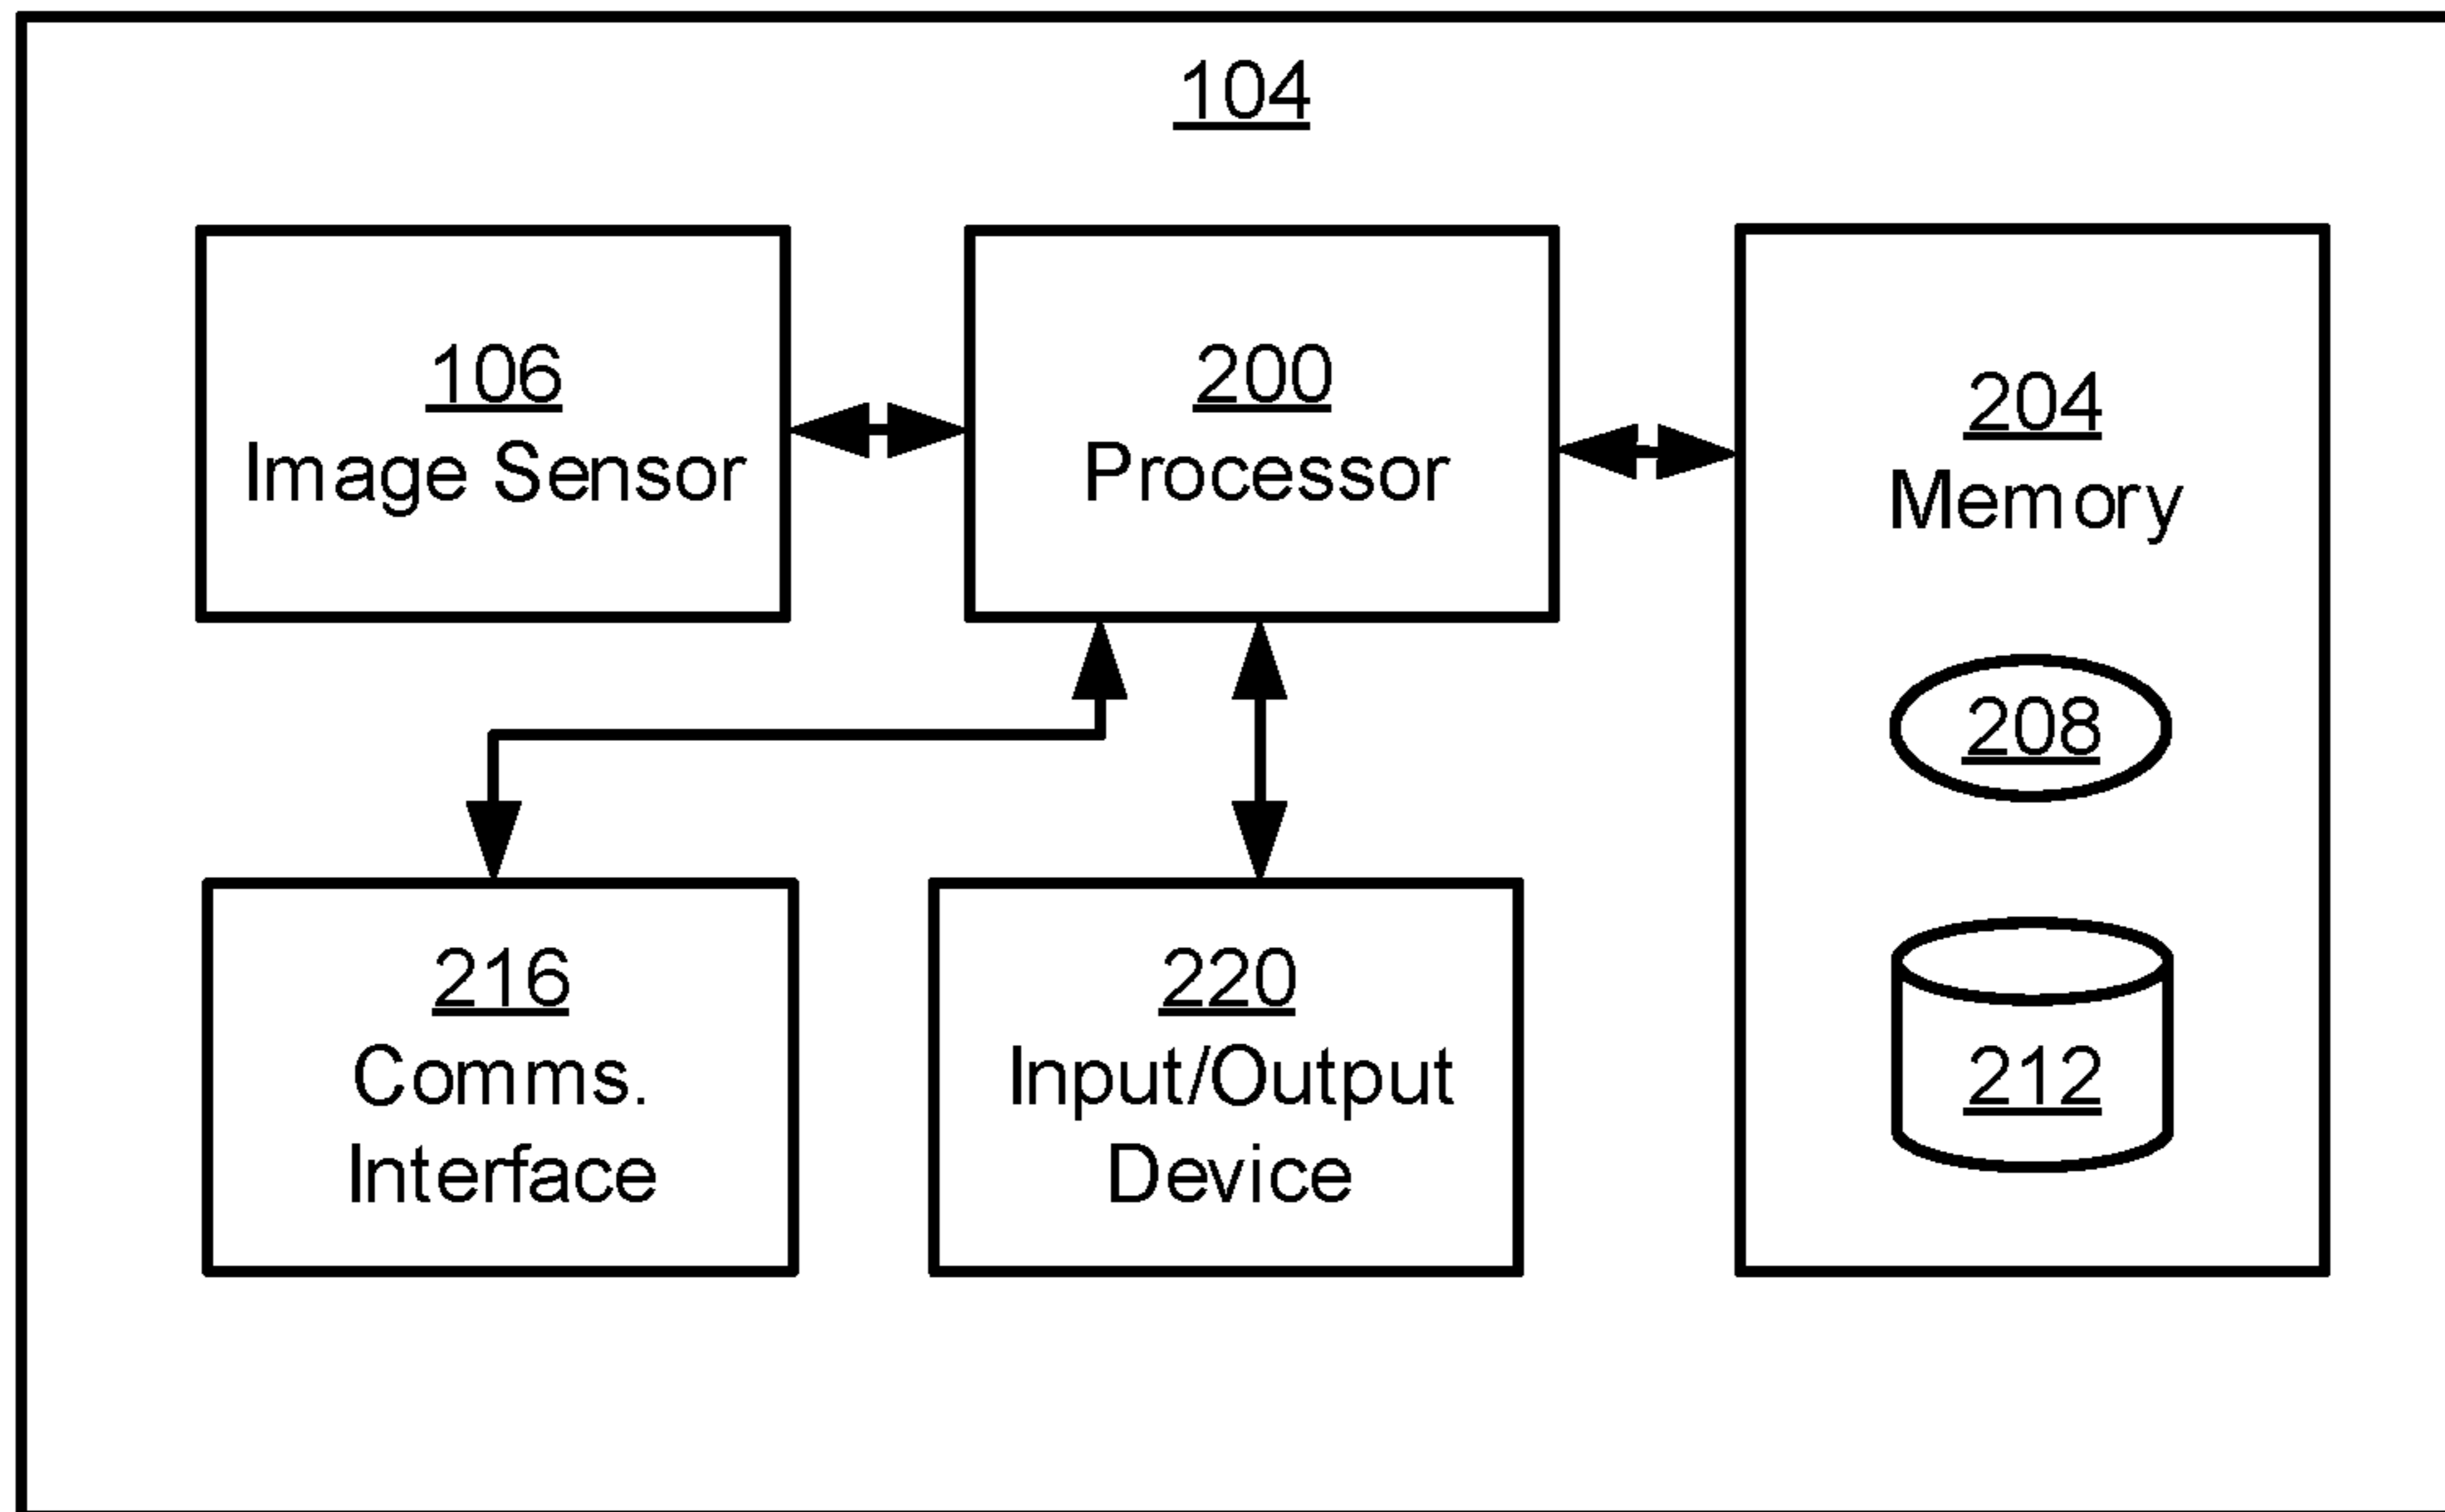 104
106
Image Sensor
200
Processor
204
Memory
208
212
216
Comms.
Interface
220
Input/Output
Device